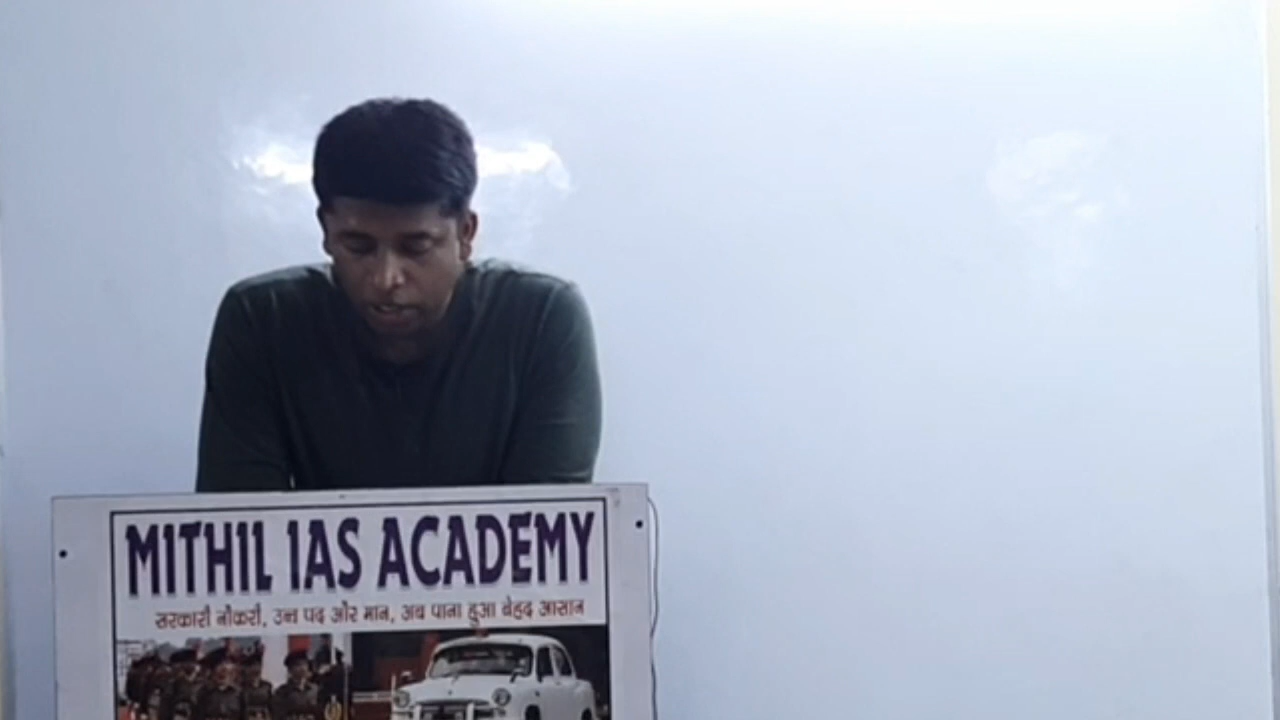 MITHIL IAS ACADEMY
सरकारी नौकरी, उच्च पद और मान, अब पाना हुआ बेहद आसान